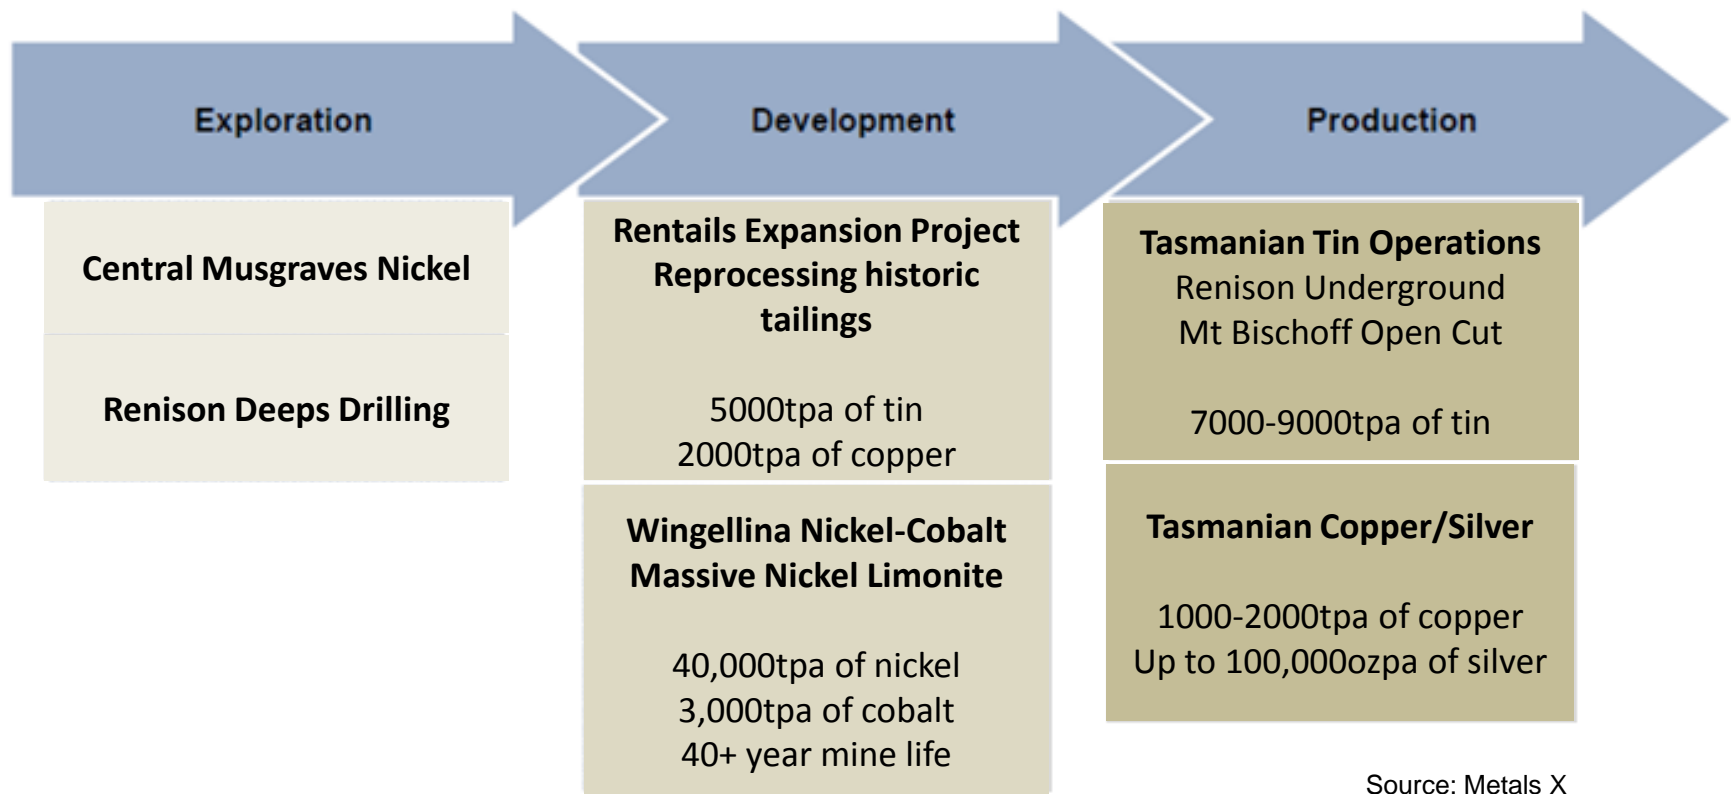 Exploration
Development
Production
Central Musgraves Nickel
Renison Deeps Drilling
Rentails Expansion Project
Reprocessing historic
tailings
5000tpa of tin
2000tpa of copper
Wingellina Nickel-Cobalt
Massive Nickel Limonite
40,000tpa of nickel
3,000tpa of cobalt
40+ year mine life
Tasmanian Tin Operations
Renison Underground
Mt Bischoff Open Cut
7000-9000tpa of tin
Tasmanian Copper/Silver
1000-2000tpa of copper
Up to 100,000ozpa of silver
Source: Metals X